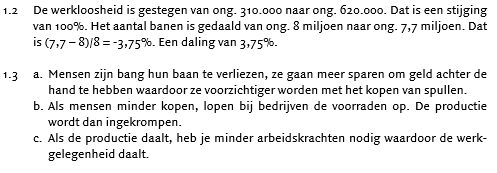 1.2 De werkloosheid is gestegen van ong. 310.000 naar ong. 620.000. Dat is een stijging
van 100%. Het aantal banen is gedaald van ong. 8 miljoen naar ong. 7,7 miljoen. Dat
is (7,7 – 8)/8 = -3,75%. Een daling van 3,75%.
1.3 a. Mensen zijn bang hun baan te verliezen, ze gaan meer sparen om geld achter de
hand te hebben waardoor ze voorzichtiger worden met het kopen van spullen.
b. Als mensen minder kopen, lopen bij bedrijven de voorraden op. De productie
wordt dan ingekrompen.
c. Als de productie daalt, heb je minder arbeidskrachten nodig waardoor de werk-
gelegenheid daalt.